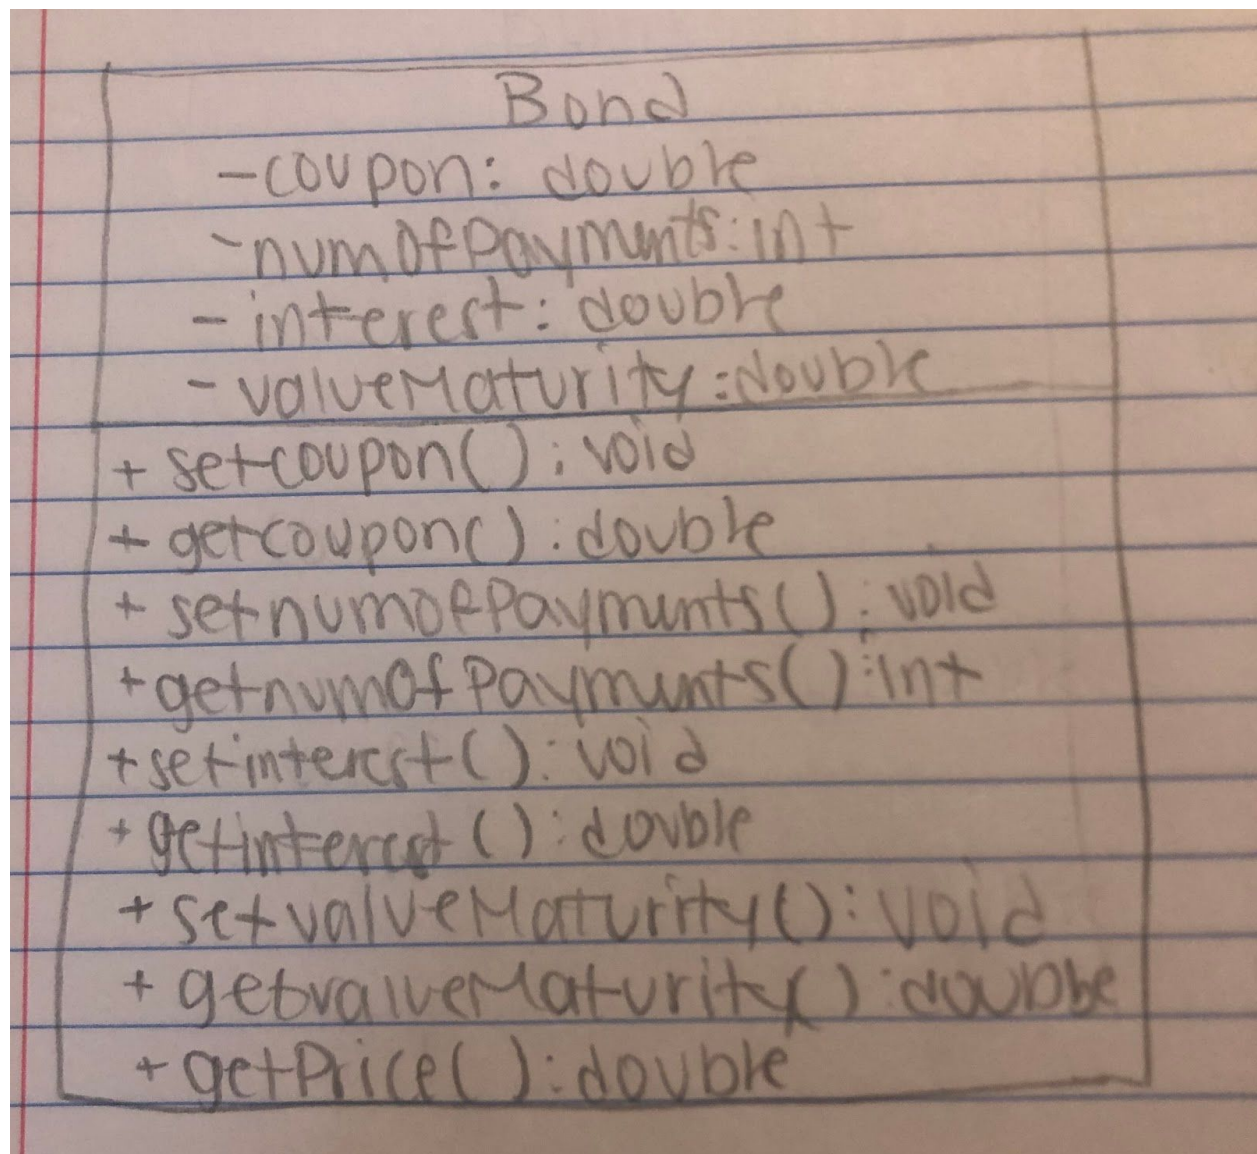 Bond
-coupon: double
-numOfPayments:int
-interest: double
-valueMaturity:double
+ setcoupon(): void
+ getcoupon(): double
+ setnumofPayments(): void
+getnumOfPayments():int
+setinterest(): void
+getinterest(): double
+setvalueMaturity(): void
+ getvalueMaturity(): double
+getPrice(): double